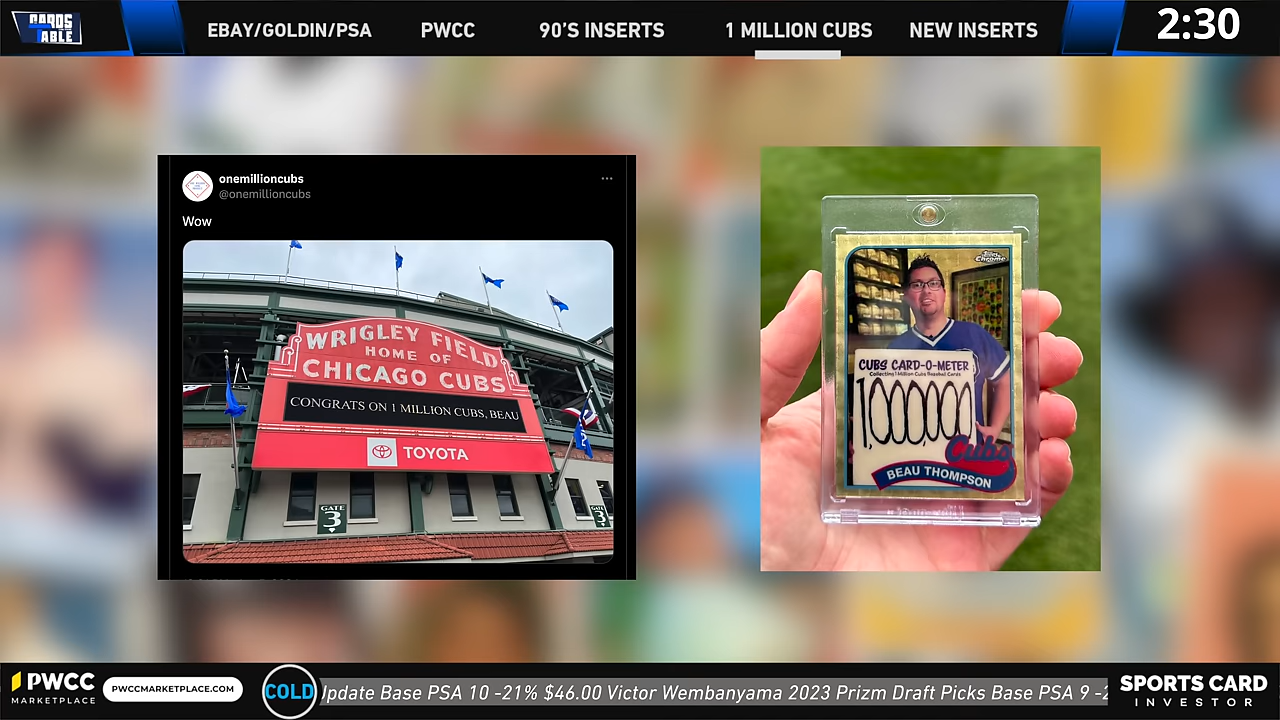 CARDS
TABLE
EBAY/GOLDIN/PSA
PWCC
90'S INSERTS
1 MILLION CUBS
NEW INSERTS
2:30
onemillioncubs
@onemillioncubs
Wow
WRIGLEY FIELD
HOME OF
CHICAGO CUBS
CONGRATS ON 1 MILLION CUBS, BEAU
TOYOTA
GATE
3
GATE
3
Topps
Chrome
CUBS CARD-O-METER
Collecting 1 Million Cubs Baseball Cards
1,000,000
Cubs
BEAU THOMPSON
PWCC
MARKETPLACE
PWCCMARKETPLACE.COM
COLD
Update Base PSA 10 -21% $46.00 Victor Wembanyama 2023 Prizm Draft Picks Base PSA 9 -2
SPORTS CARD
INVESTOR